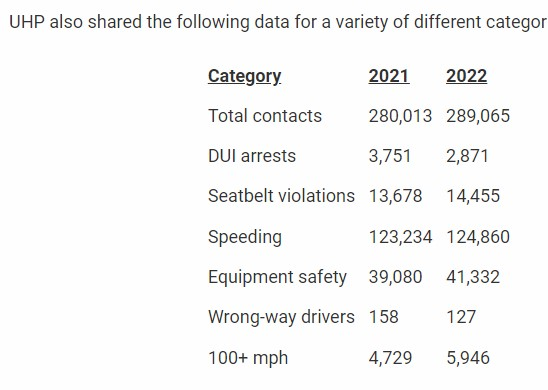 UHP also shared the following data for a variety of different categor
Category 2021 2022
Total contacts 280,013 289,065
DUI arrests 3,751 2,871
Seatbelt violations 13,678 14,455
Speeding 123,234 124,860
Equipment safety 39,080 41,332
Wrong-way drivers 158 127
100+ mph 4,729 5,946